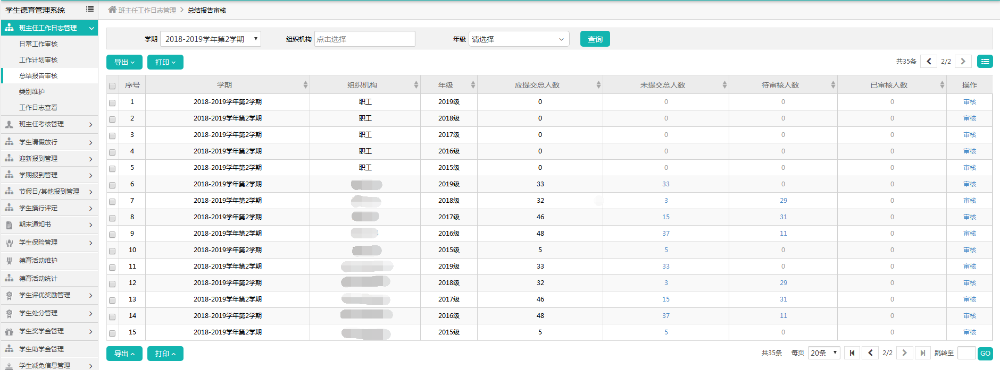 学生德育管理系统
班主任工作日志管理
日常工作审核
工作计划审核
总结报告审核
类别维护
工作日志查看
班主任考核管理
学生请假放行
迎新报到管理
学期报到管理
节假日/其他报到管理
学生操行评定
期末通知书
学生保险管理
德育活动维护
德育活动统计
学生评优奖励管理
学生处分管理
学生奖学金管理
学生助学金管理
学生减免信息管理
班主任工作日志管理 > 总结报告审核
学期 2018-2019学年第2学期 组织机构 点击选择 年级 请选择 查询
导出 打印 共35条 2/2
序号 学期 组织机构 年级 应提交总人数 未提交总人数 待审核人数 已审核人数 操作
1 2018-2019学年第2学期 职工 2019级 0 0 0 0 审核
2 2018-2019学年第2学期 职工 2018级 0 0 0 0 审核
3 2018-2019学年第2学期 职工 2017级 0 0 0 0 审核
4 2018-2019学年第2学期 职工 2016级 0 0 0 0 审核
5 2018-2019学年第2学期 职工 2015级 0 0 0 0 审核
6 2018-2019学年第2学期 2019级 33 33 0 0 审核
7 2018-2019学年第2学期 2018级 32 3 29 0 审核
8 2018-2019学年第2学期 2017级 46 15 31 0 审核
9 2018-2019学年第2学期 2016级 48 37 11 0 审核
10 2018-2019学年第2学期 2015级 5 5 0 0 审核
11 2018-2019学年第2学期 2019级 33 33 0 0 审核
12 2018-2019学年第2学期 2018级 32 3 29 0 审核
13 2018-2019学年第2学期 2017级 46 15 31 0 审核
14 2018-2019学年第2学期 2016级 48 37 11 0 审核
15 2018-2019学年第2学期 2015级 5 5 0 0 审核
导出 打印 共35条 每页 20条 2/2 跳转至 GO